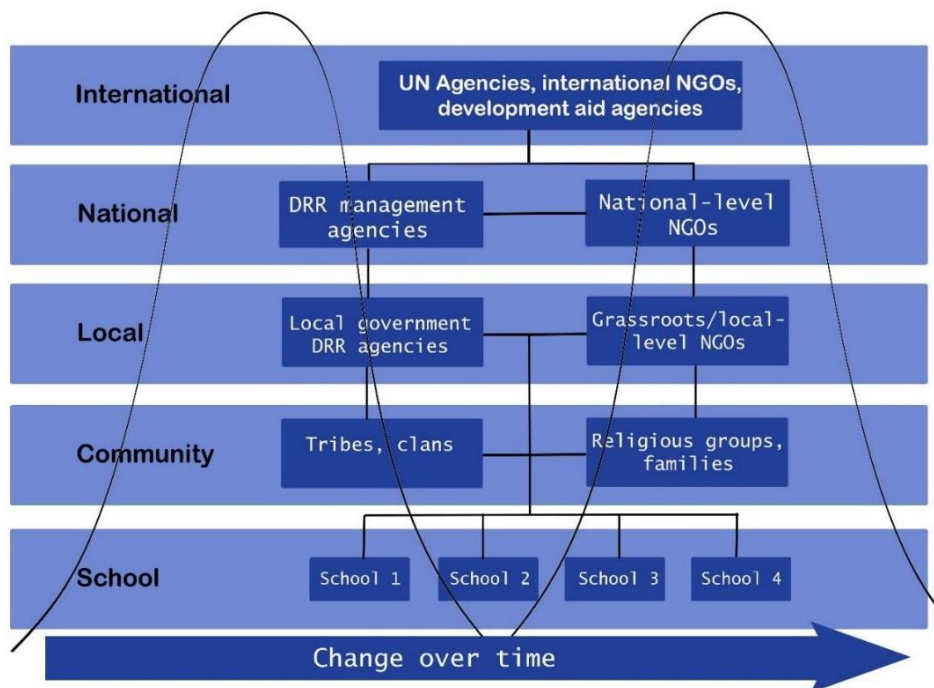 International
UN Agencies, international NGOs,
development aid agencies
National
DRR management
agencies
National-level
NGOs
Local
Local government
DRR agencies
Grassroots/local-
level NGOs
Community
Tribes, clans
Religious groups,
families
School
School 1
School 2
School 3
School 4
Change over time